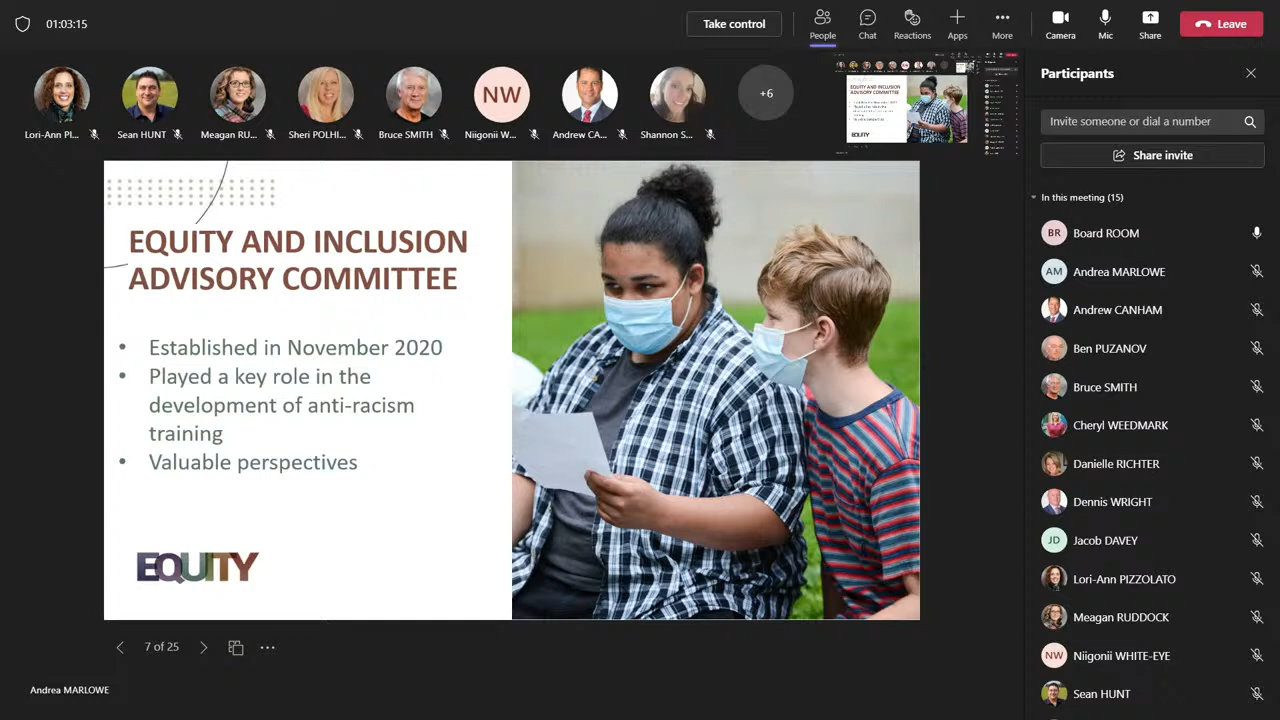 01:03:15
Take control
People
Chat
Reactions
Apps
More
Camera
Mic
Share
Leave
Lori-Ann PI...
Sean HUNT
Meagan RU...
Sherri POLHI...
Bruce SMITH
NW
Niigonii W...
Andrew CA...
Shannon S...
+6
EQUITY AND INCLUSION
ADVISORY COMMITTEE
• Established in November 2020
• Played a key role in the
development of anti-racism
training
• Valuable perspectives
EQUITY
7 of 25
Andrea MARLOWE
Participants
Invite someone or dial a number
Share invite
In this meeting (15)
BR Board ROOM
AM Andrea MARLOWE
Andrew CANHAM
Ben PUZANOV
Bruce SMITH
Cheryl WEEDMARK
Danielle RICHTER
Dennis WRIGHT
JD Jacob DAVEY
Lori-Ann PIZZOLATO
Meagan RUDDOCK
NW Niigonii WHITE-EYE
Sean HUNT